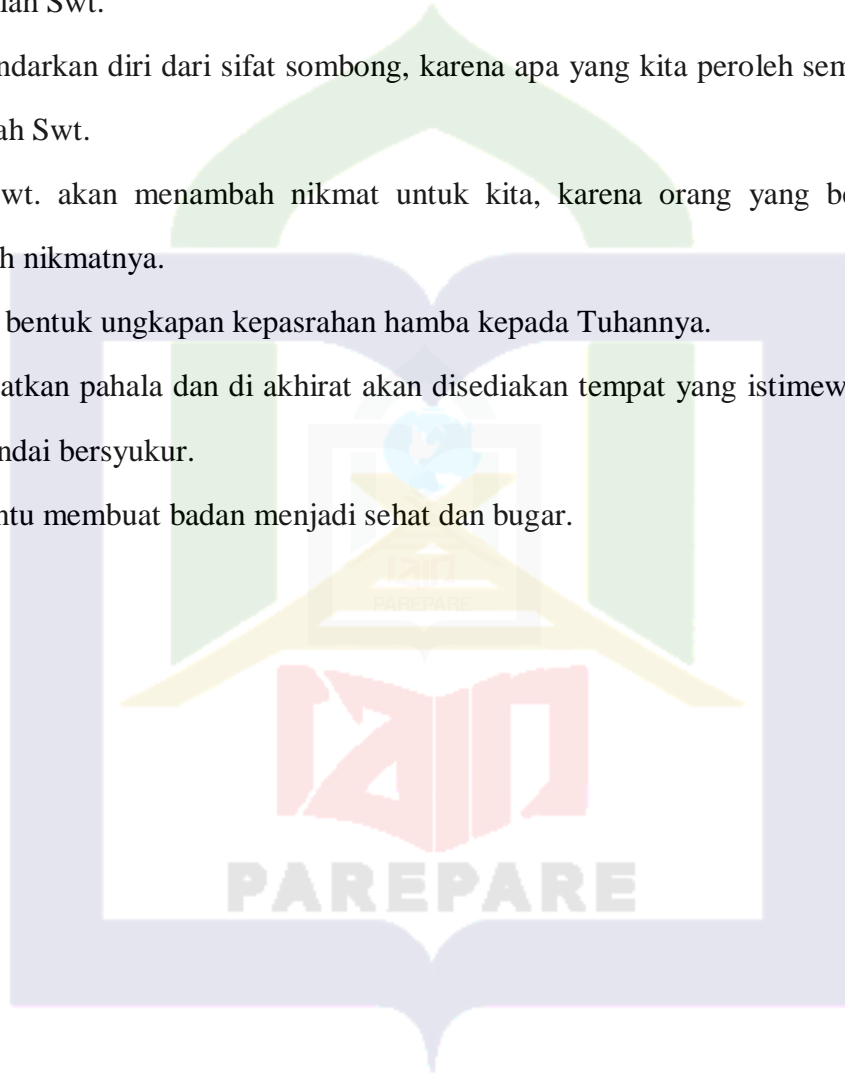 Swt.
ndarkan diri dari sifat sombong, karena apa yang kita peroleh sem
ah Swt.
wt. akan menambah nikmat untuk kita, karena orang yang be
h nikmatnya.
bentuk ungkapan kepasrahan hamba kepada Tuhannya.
atkan pahala dan di akhirat akan disediakan tempat yang istimew
ndai bersyukur.
ntu membuat badan menjadi sehat dan bugar.
iain
PAREPARE
iain
PAREPARE